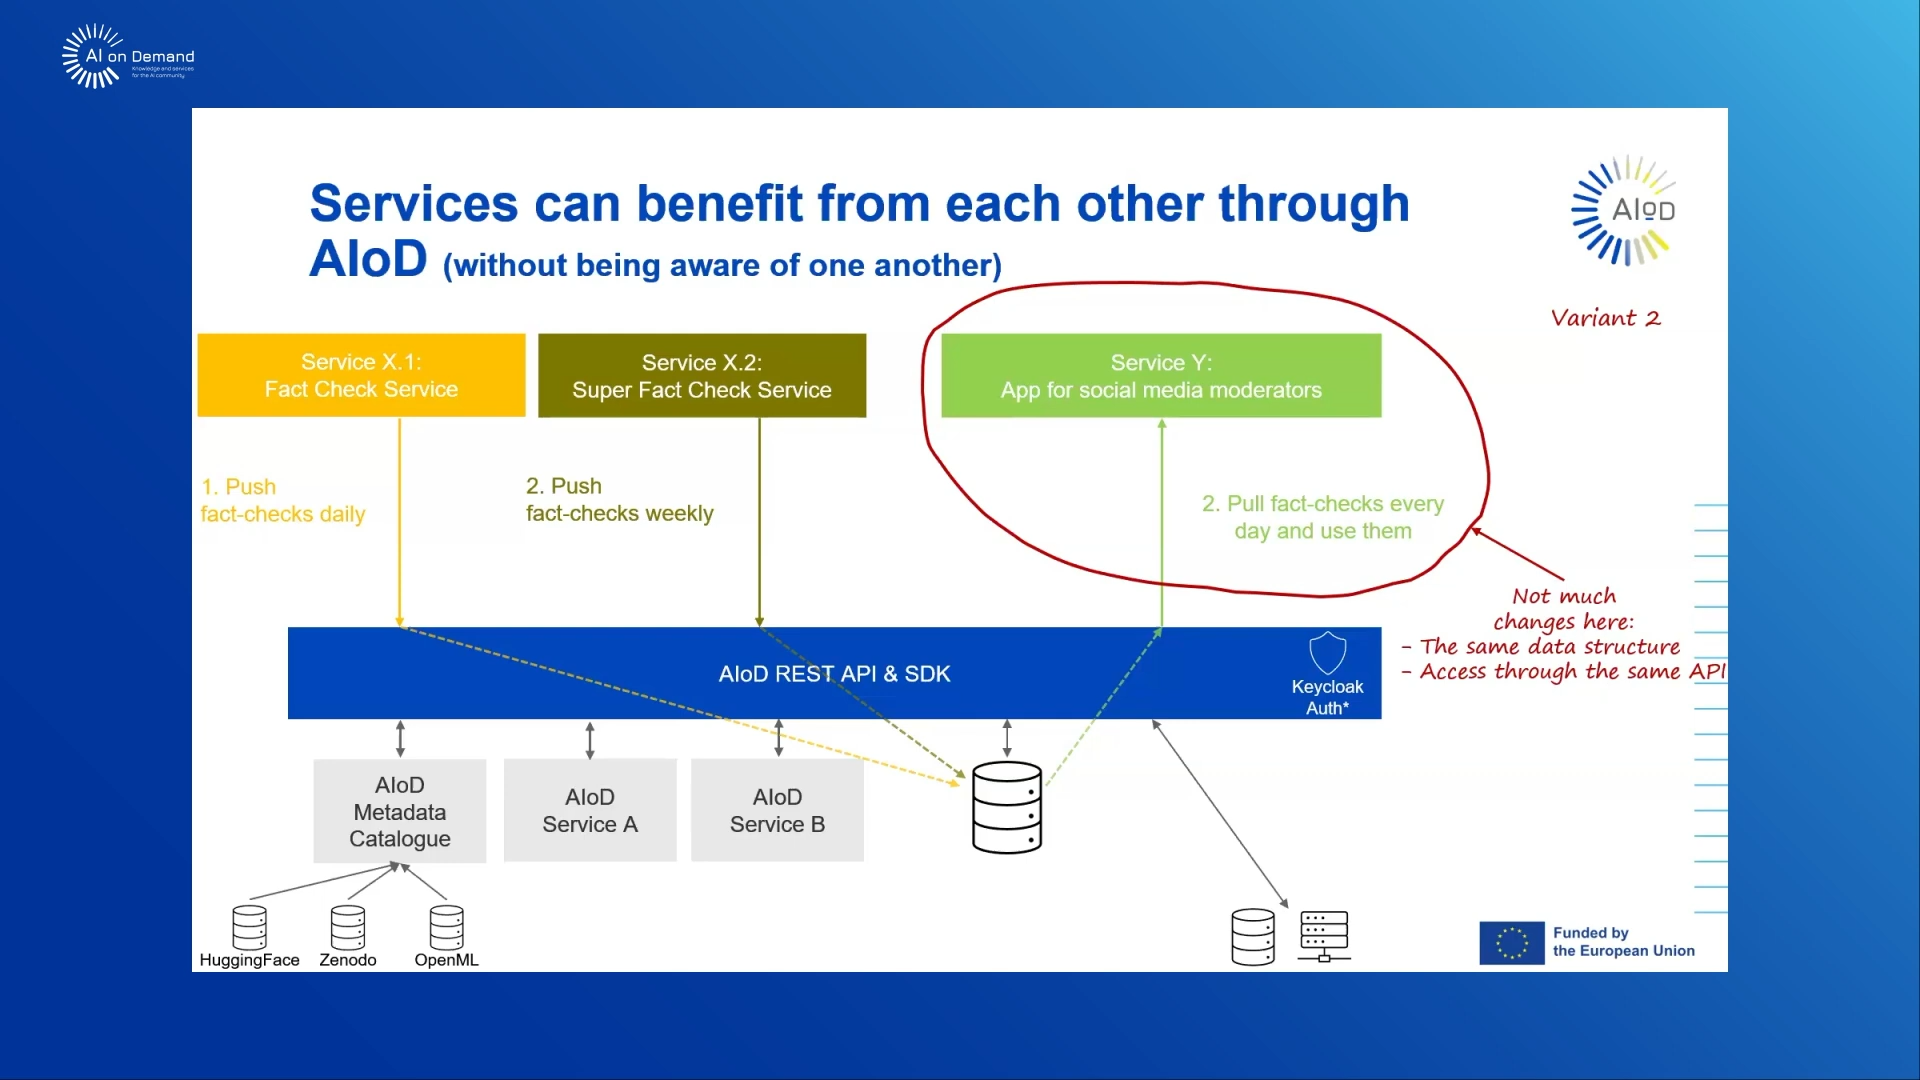 AI on Demand
Knowledge and services
for the AI community
Services can benefit from each other through
AIoD (without being aware of one another)
AIoD
Variant 2
Service X.1:
Fact Check Service
Service X.2:
Super Fact Check Service
Service Y:
App for social media moderators
1. Push
fact-checks daily
2. Push
fact-checks weekly
2. Pull fact-checks every
day and use them
Not much
changes here:
- The same data structure
- Access through the same API
AIoD REST API & SDK
Keycloak
Auth*
AIoD
Metadata
Catalogue
AIoD
Service A
AIoD
Service B
HuggingFace
Zenodo
OpenML
Funded by
the European Union